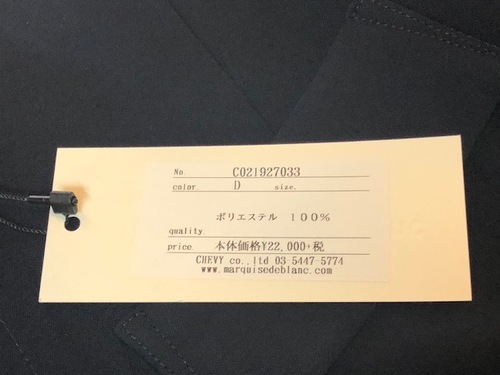 No. C021927033
color. D size.
ポリエステル 100%
quality
price. 本体価格¥22,000+税
CHEVY co.,ltd 03-5447-5774
www.marquisedeblanc.com